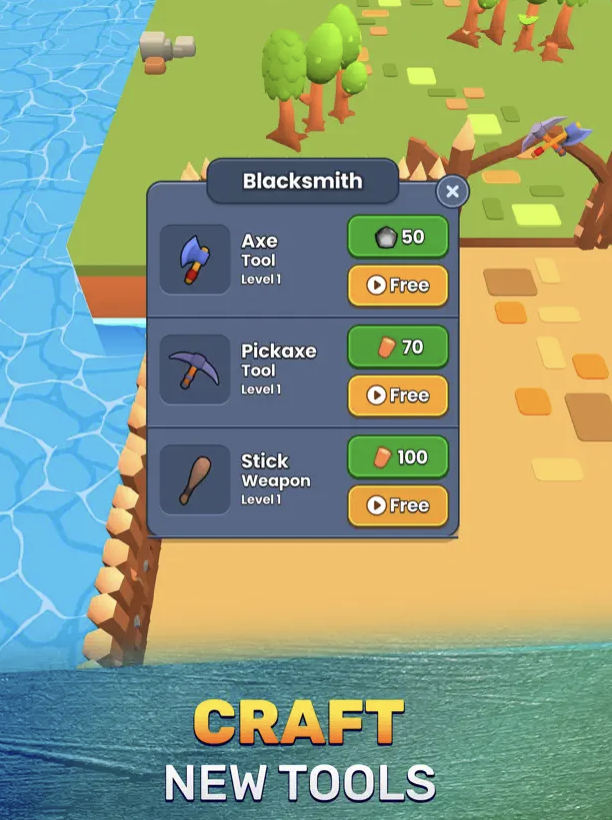 Blacksmith
Axe
Tool
Level 1
50
Free
Pickaxe
Tool
Level 1
70
Free
Stick
Weapon
Level 1
100
Free
CRAFT
NEW TOOLS